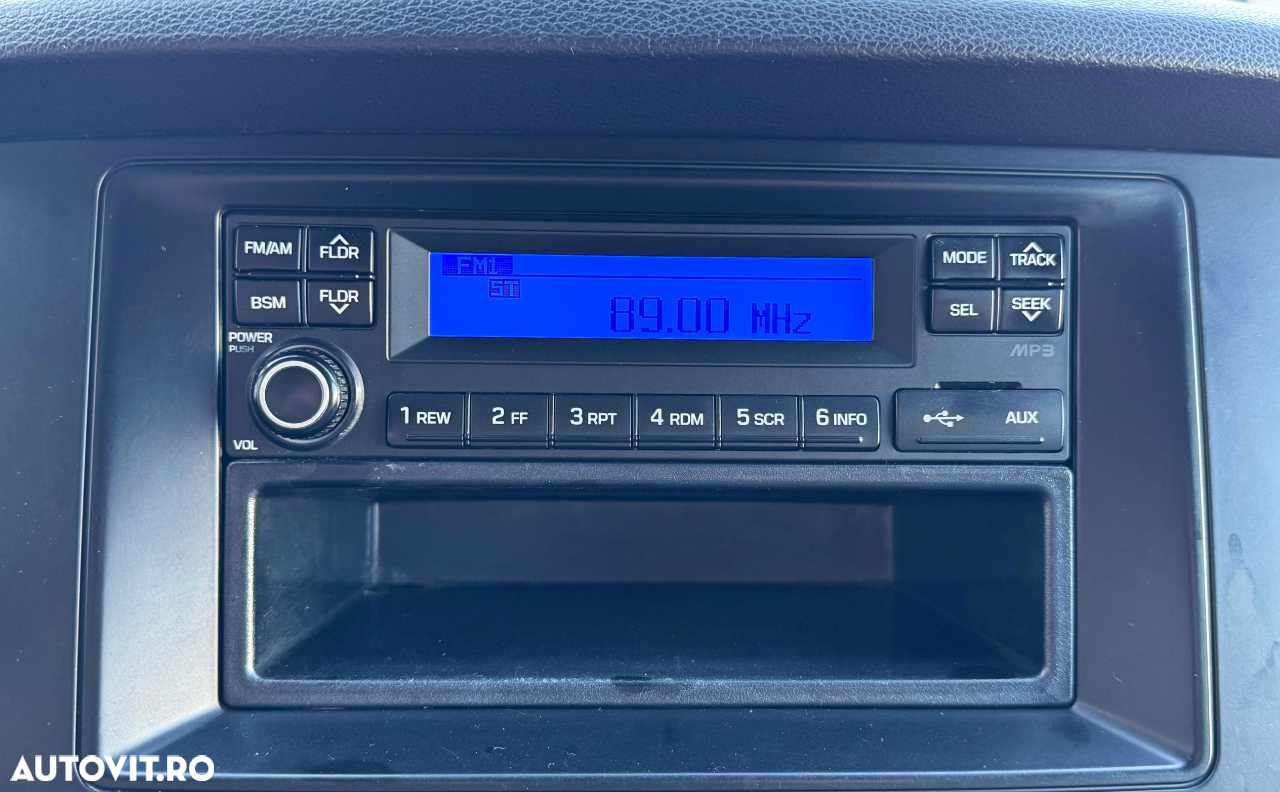 FM/AM
FLDR
BSM
FLDR
POWER
PUSH
VOL
FM1
ST
89.00 MHz
MODE
TRACK
SEL
SEEK
MP3
1 REW
2 FF
3 RPT
4 RDM
5 SCR
6 INFO
AUX
AUTOVIT.RO